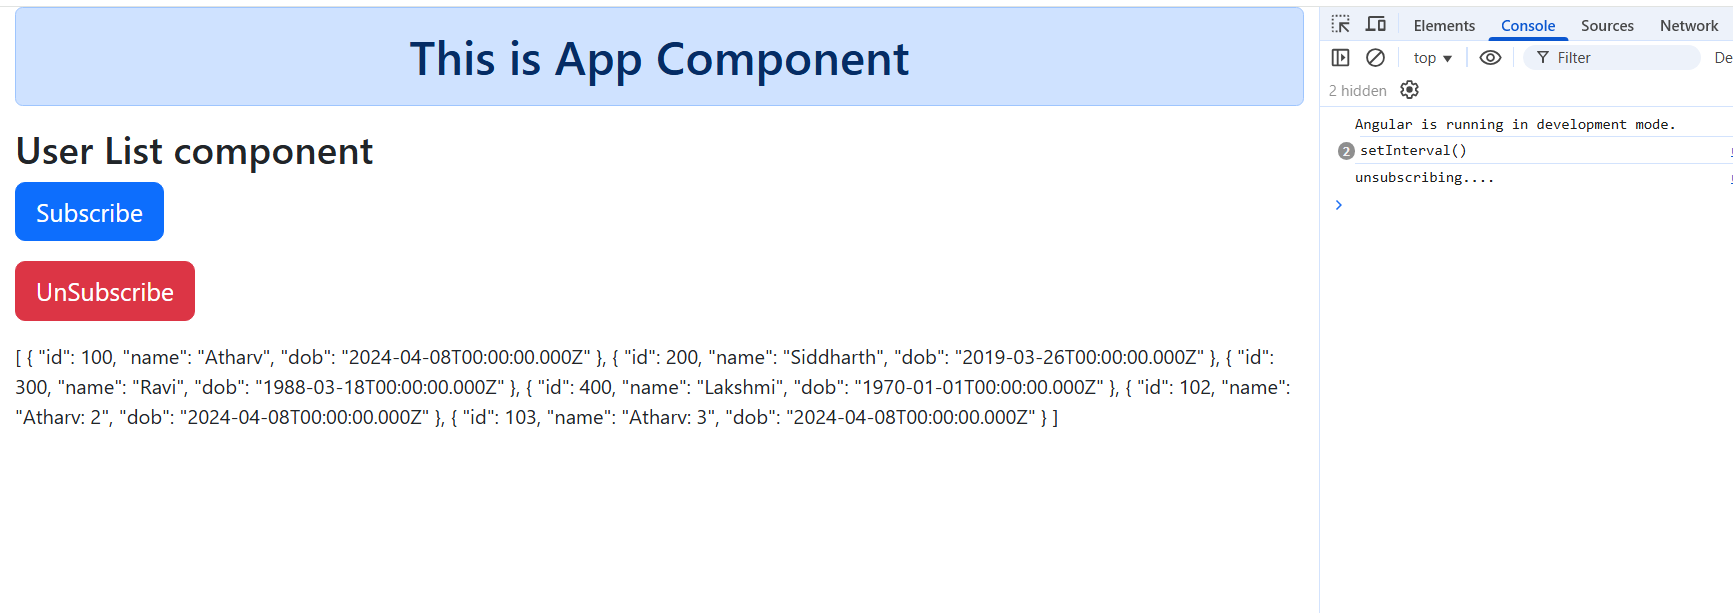 This is App Component
User List component
Subscribe
UnSubscribe
[ { "id": 100, "name": "Atharv", "dob": "2024-04-08T00:00:00.000Z" }, { "id": 200, "name": "Siddharth", "dob": "2019-03-26T00:00:00.000Z" }, { "id":
300, "name": "Ravi", "dob": "1988-03-18T00:00:00.000Z" }, { "id": 400, "name": "Lakshmi", "dob": "1970-01-01T00:00:00.000Z" }, { "id": 102, "name":
"Atharv: 2", "dob": "2024-04-08T00:00:00.000Z" }, { "id": 103, "name": "Atharv: 3", "dob": "2024-04-08T00:00:00.000Z" } ]
Elements Console Sources Network
top Filter De
2 hidden
Angular is running in development mode.
2 setInterval()
unsubscribing....